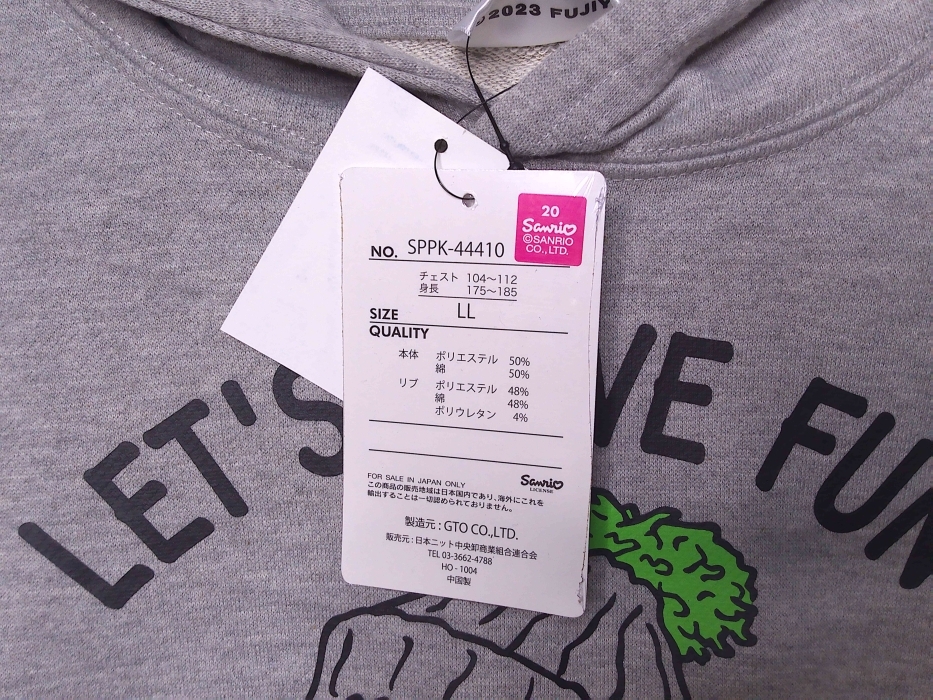 ©2023 FUJIY
20
Sanrio
©SANRIO
CO., LTD.
NO. SPPK-44410
チェスト 104～112
身長 175～185
SIZE LL
QUALITY
本体 ポリエステル 50%
綿 50%
リブ ポリエステル 48%
綿 48%
ポリウレタン 4%
FOR SALE IN JAPAN ONLY
この商品の販売地域は日本国内であり、海外にこれを
輸出することは一切認められておりません。
Sanrio
LICENSE
製造元 : GTO CO.,LTD.
販売元 : 日本ニット中央卸商業組合連合会
TEL 03-3662-4788
HO - 1004
中国製
LET'S VE FUN